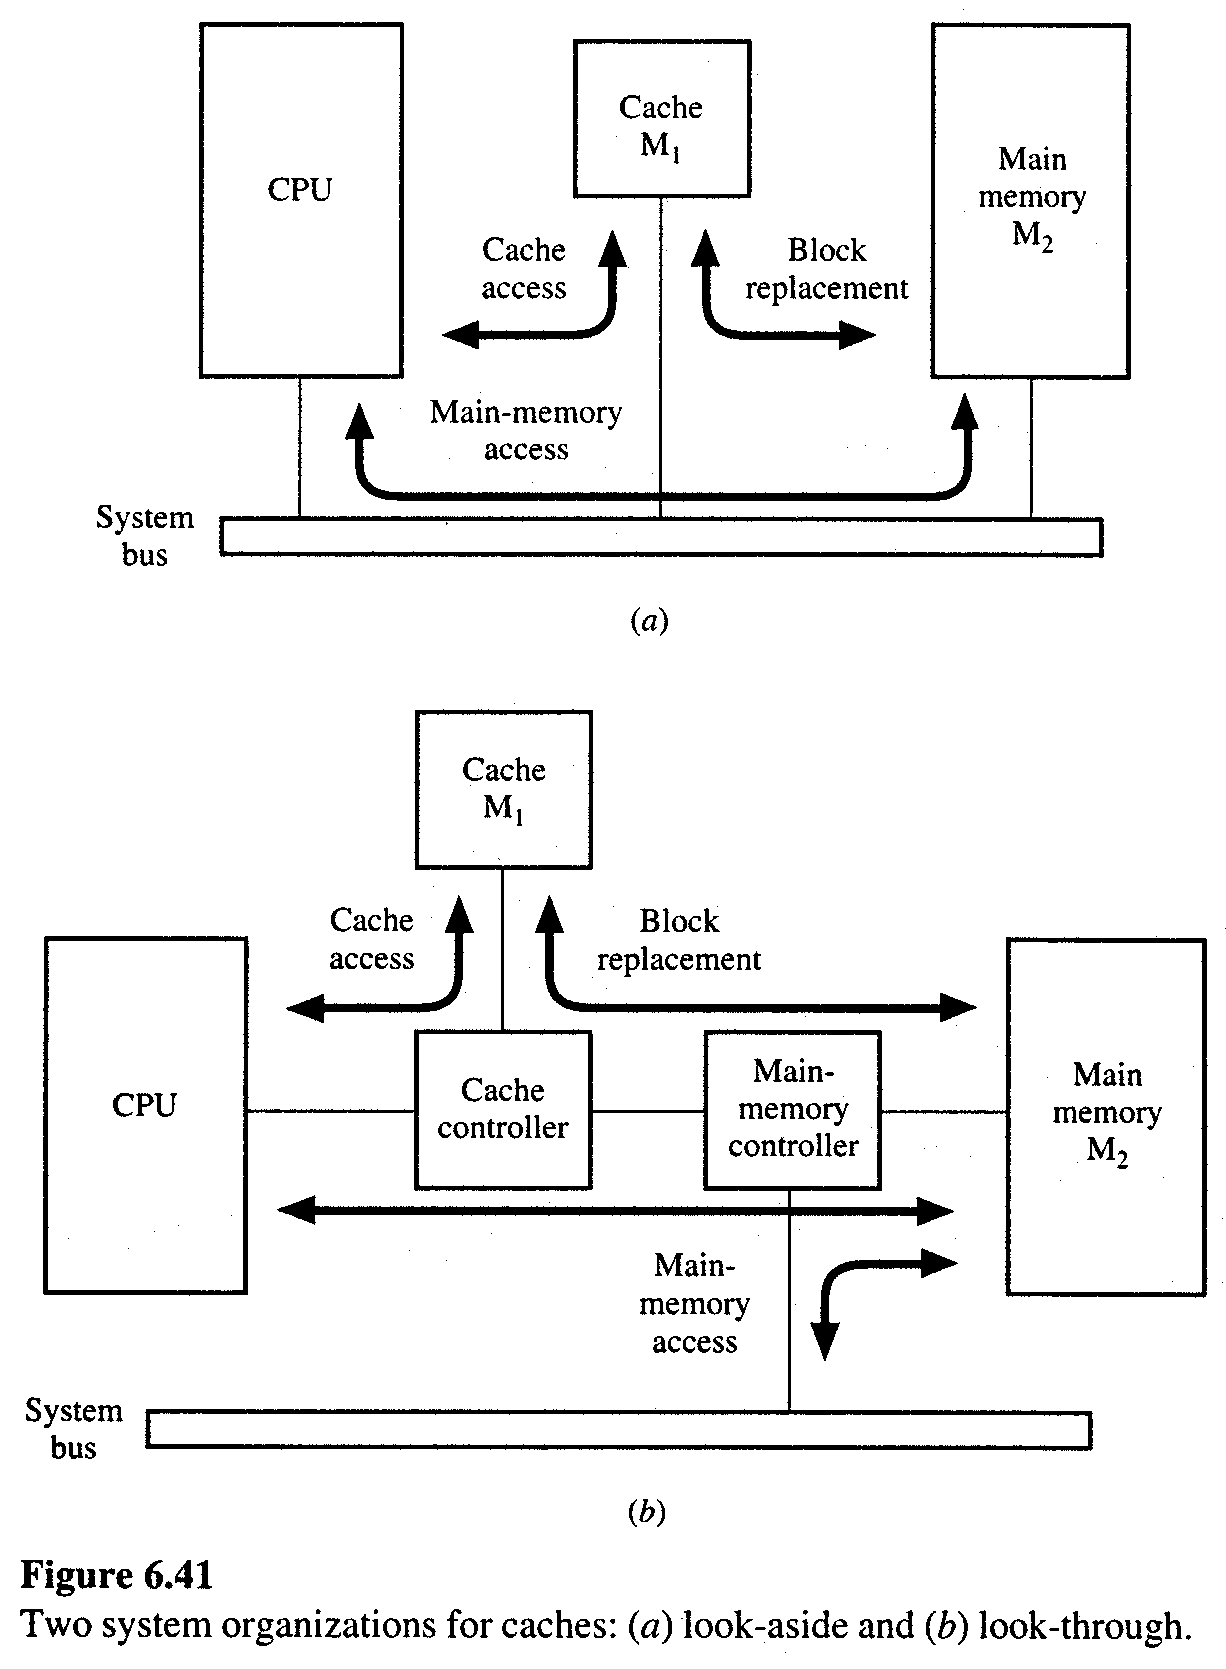 CPU
Cache
M1
Main
memory
M2
Cache
access
Block
replacement
Main-memory
access
System
bus
(a)
Cache
M1
Cache
access
Block
replacement
CPU
Cache
controller
Main-
memory
controller
Main
memory
M2
Main-
memory
access
System
bus
(b)
Figure 6.41
Two system organizations for caches: (a) look-aside and (b) look-through.